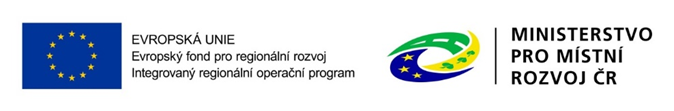 EVROPSKÁ UNIE
Evropský fond pro regionální rozvoj
Integrovaný regionální operační program
MINISTERSTVO
PRO MÍSTNÍ
ROZVOJ ČR